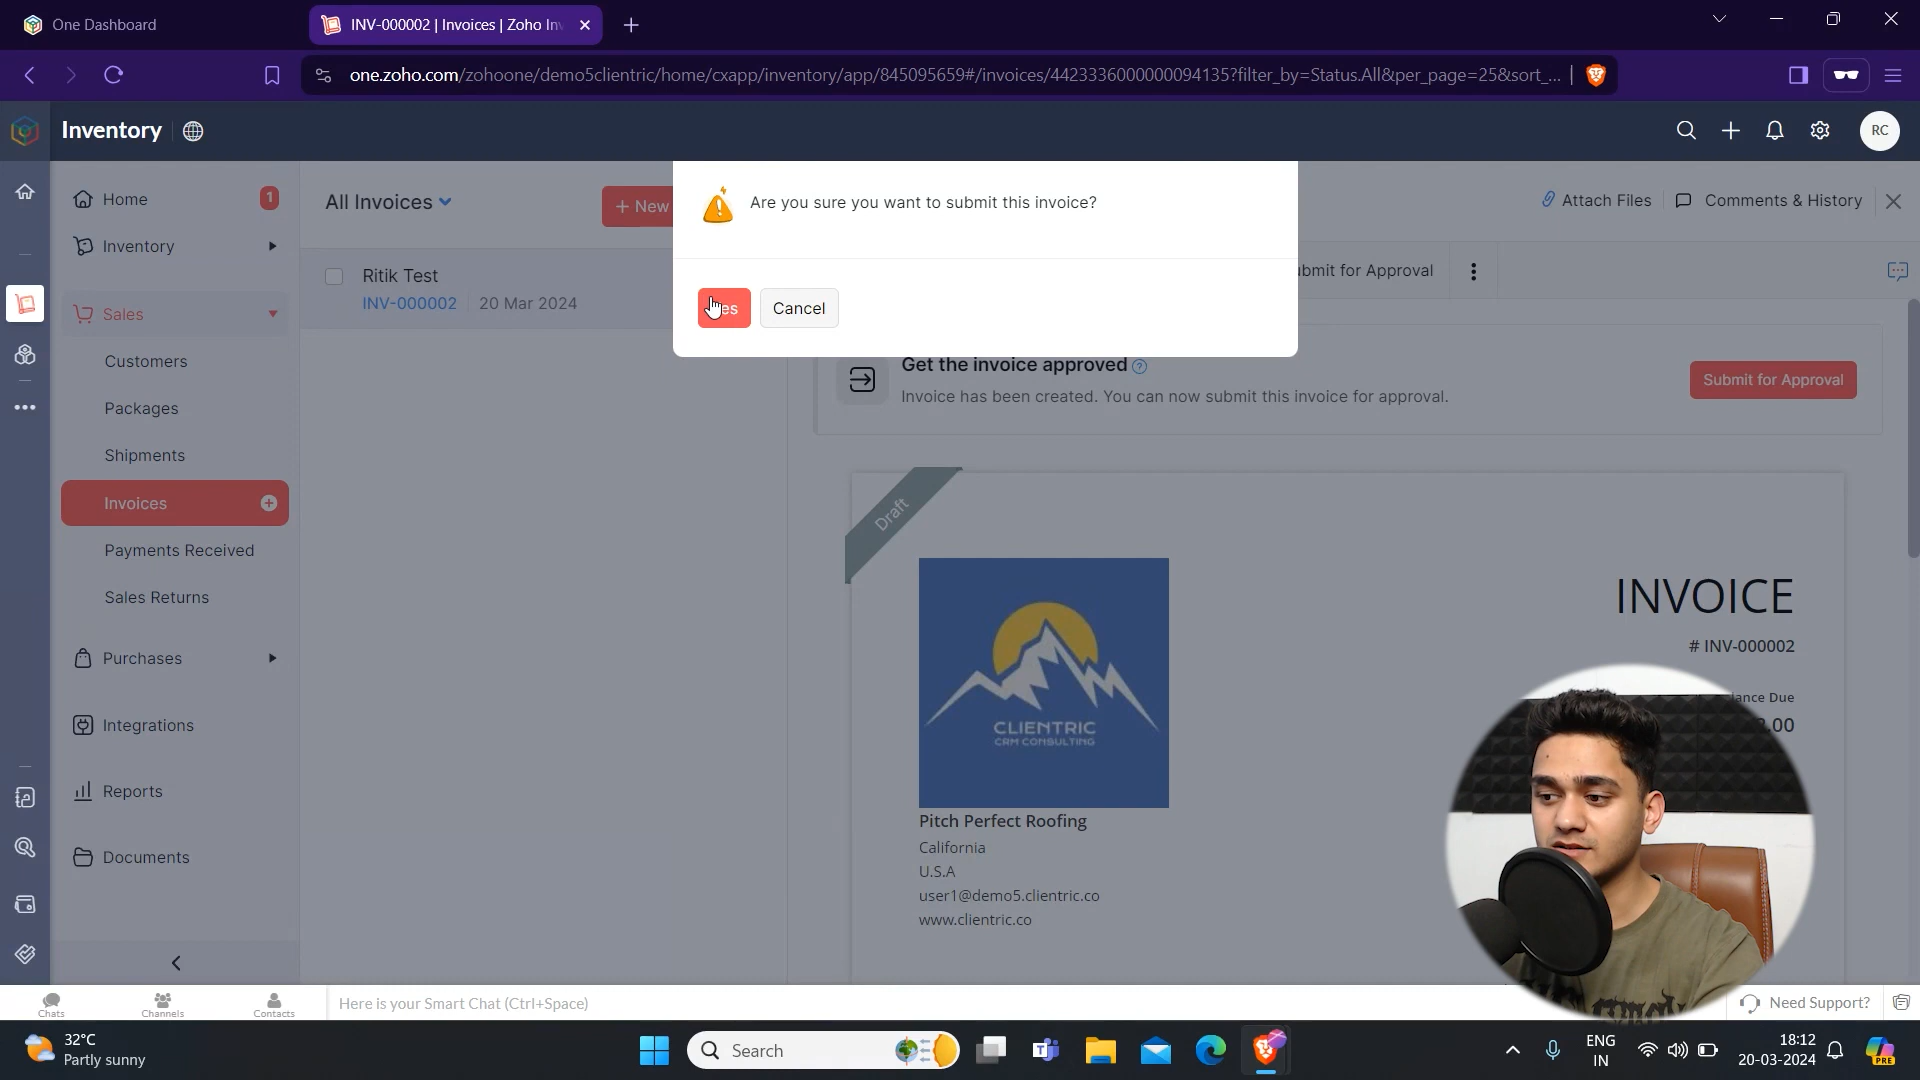 One Dashboard
INV-000002 | Invoices | Zoho In
one.zoho.com/zohoone/demo5clientric/home/cxapp/inventory/app/845095659#/invoices/4423336000000094135?filter_by=Status.All&per_page=25&sort_...
Inventory
RC
Home
1
Inventory
Sales
Customers
Packages
Shipments
Invoices
Payments Received
Sales Returns
Purchases
Integrations
Reports
Documents
All Invoices
+ New
Ritik Test
INV-000002
20 Mar 2024
Are you sure you want to submit this invoice?
Cancel
Attach Files
Comments & History
ubmit for Approval
Get the invoice approved
Invoice has been created. You can now submit this invoice for approval.
Submit for Approval
Draft
CLIENTRIC
CRM CONSULTING
INVOICE
# INV-000002
Due
.00
Pitch Perfect Roofing
California
U.S.A
user1@demo5.clientric.co
www.clientric.co
Chats
Channels
Contacts
Here is your Smart Chat (Ctrl+Space)
Need Support?
32°C
Partly sunny
Search
ENG
IN
18:12
20-03-2024
PRE